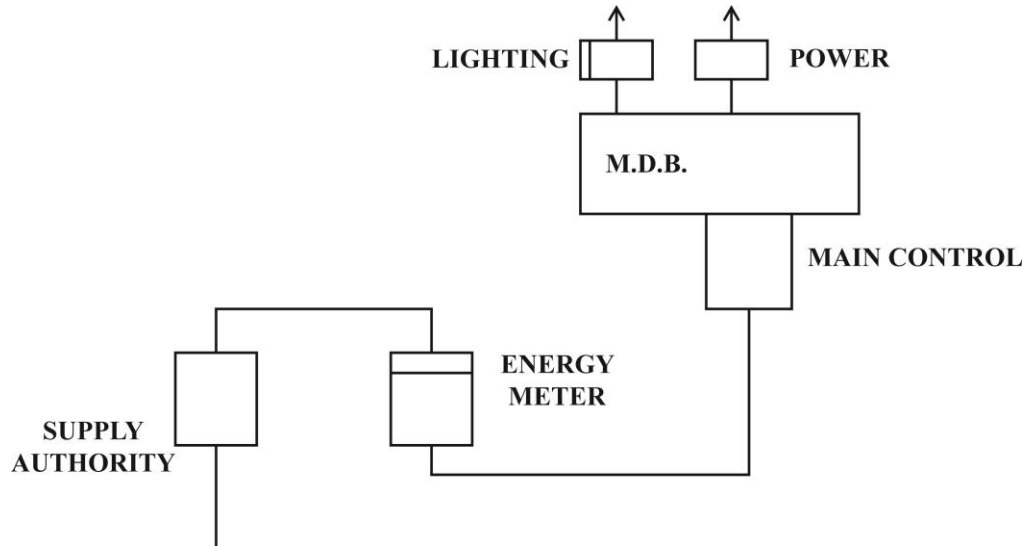 LIGHTING
POWER
M.D.B.
MAIN CONTROL
ENERGY
METER
SUPPLY
AUTHORITY